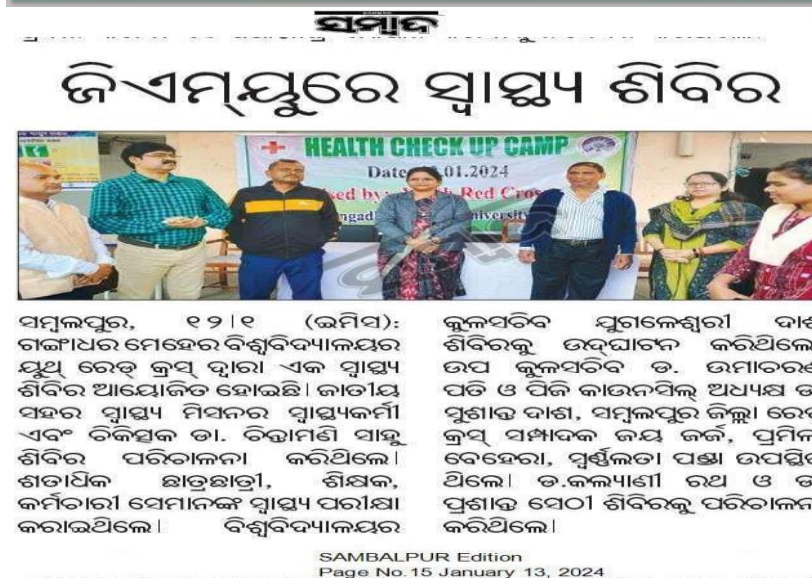 ସମ୍ବାଦ
ଜିଏମ୍‌ୟୁରେ ସ୍ୱାସ୍ଥ୍ୟ ଶିବିର
HEALTH CHECK UP CAMP
Date: .01.2024
Red Cros
ସମ୍ବଲପୁର, ୧୨।୧ (ଇମିସ):
ଗଙ୍ଗାଧର ମେହେର ବିଶ୍ୱବିଦ୍ୟାଳୟର
ୟୁଥ୍ ରେଡ୍ କ୍ରସ୍ ଦ୍ୱାରା ଏକ ସ୍ୱାସ୍ଥ୍ୟ
ଶିବିର ଆୟୋଜିତ ହୋଇଛି। ଜାତୀୟ
ସହର ସ୍ୱାସ୍ଥ୍ୟ ମିସନର ସ୍ୱାସ୍ଥ୍ୟକର୍ମୀ
ଏବଂ ଚିକିତ୍ସକ ଡା. ଚିନ୍ତାମଣି ସାହୁ
ଶିବିର ପରିଚାଳନା କରିଥିଲେ।
ଶତାଧିକ ଛାତ୍ରଛାତ୍ରୀ, ଶିକ୍ଷକ,
କର୍ମଚାରୀ ସେମାନଙ୍କ ସ୍ୱାସ୍ଥ୍ୟ ପରୀକ୍ଷା
କରାଇଥିଲେ। ବିଶ୍ୱବିଦ୍ୟାଳୟର
କୁଳସଚିବ ଯୁଗଳେଶ୍ୱରୀ ଦାଶ
ଶିବିରକୁ ଉଦ୍‌ଘାଟନ କରିଥିଲେ
ଉପ କୁଳସଚିବ ଡ. ଉମାଚରଣ
ପତି ଓ ପିଜି କାଉନସିଲ୍ ଅଧ୍ୟକ୍ଷ ଡ
ସୁଶାନ୍ତ ଦାଶ, ସମ୍ବଲପୁର ଜିଲ୍ଲା ରେଡ
କ୍ରସ୍ ସମ୍ପାଦକ ଜୟ ଜର୍ଜ, ପ୍ରମିଳ
ବେହେରା, ସ୍ୱର୍ଣ୍ଣଲତା ପଣ୍ଡା ଉପସ୍ଥିତ
ଥିଲେ। ଡ.କଲ୍ୟାଣୀ ରଥ ଓ ଡ
ପ୍ରଶାନ୍ତ ସେଠୀ ଶିବିରକୁ ପରିଚାଳନ
କରିଥିଲେ।
SAMBALPUR Edition
Page No.15 January 13, 2024